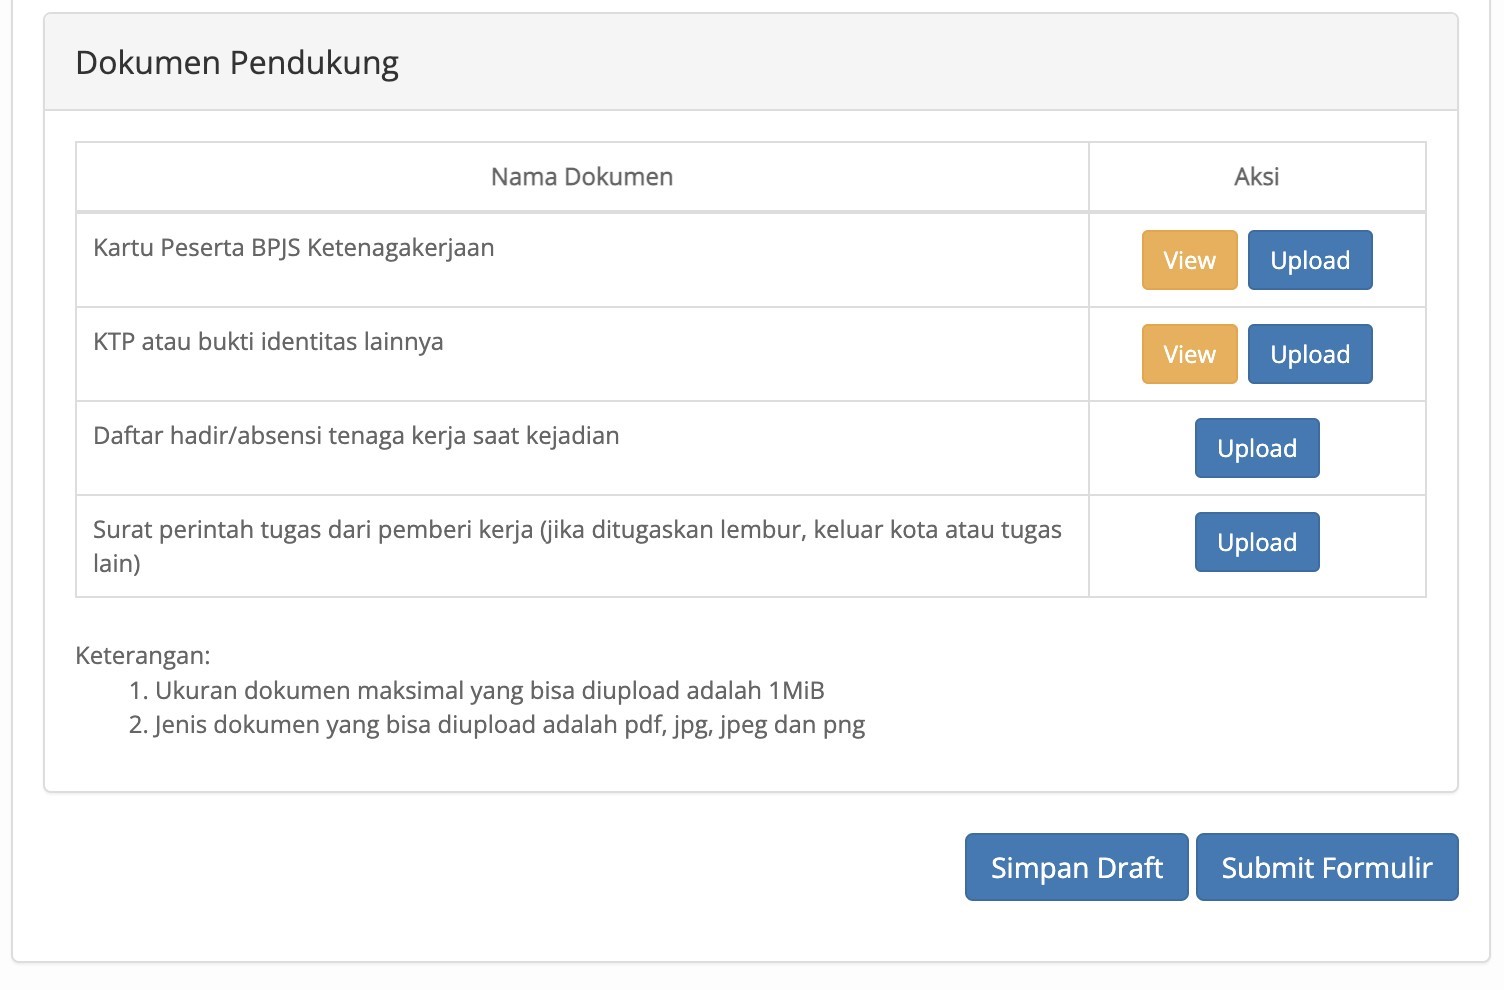 Dokumen Pendukung
Nama Dokumen
Aksi
Kartu Peserta BPJS Ketenagakerjaan
View
Upload
KTP atau bukti identitas lainnya
View
Upload
Daftar hadir/absensi tenaga kerja saat kejadian
Upload
Surat perintah tugas dari pemberi kerja (jika ditugaskan lembur, keluar kota atau tugas
lain)
Upload
Keterangan:
1. Ukuran dokumen maksimal yang bisa diupload adalah 1MiB
2. Jenis dokumen yang bisa diupload adalah pdf, jpg, jpeg dan png
Simpan Draft
Submit Formulir